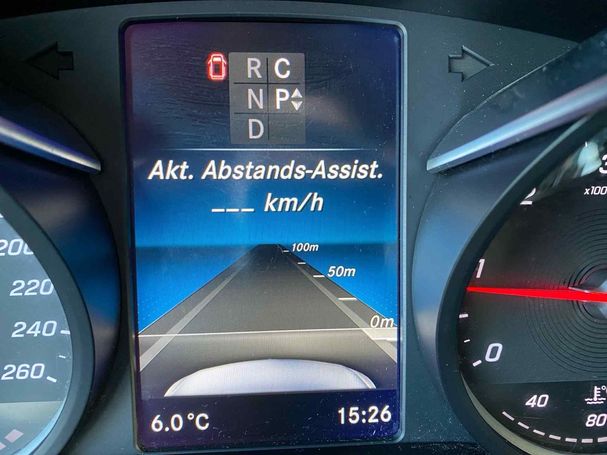 R C
N P
D
Akt. Abstands-Assist.
___ km/h
100m
50m
0m
6.0°C
15:26
200
220
240
260
3
x100
2
1
0
40
80